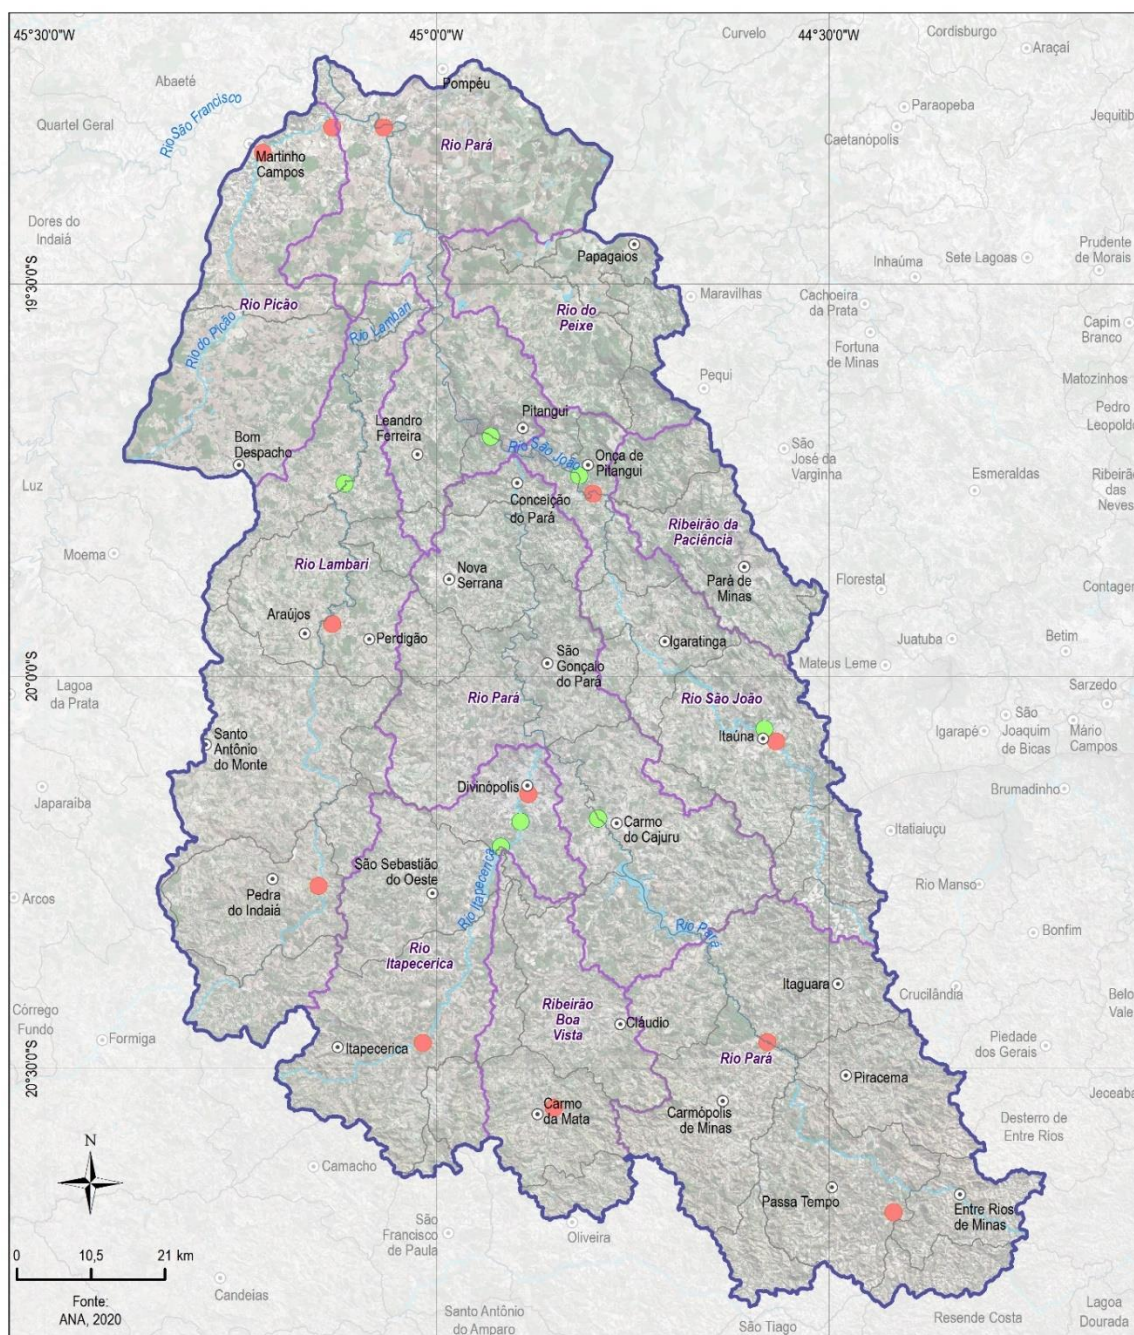 45°30'0"W
45°0'0"W
44°30'0"W
Curvelo
Cordisburgo
Araçaí
Abaeté
Pompéu
Paraopeba
Jequitib
Quartel Geral
Rio São Francisco
Caetanópolis
Rio Pará
Martinho
Campos
Dores do
Indaiá
Papagaios
Inhaúma
Sete Lagoas
Prudente
de Morais
19°30'0"S
Rio Picão
Rio do
Peixe
Maravilhas
Cachoeira
da Prata
Rio do Picão
Rio Lambari
Capim
Branco
Fortuna
de Minas
Pequi
Matozinhos
Pedro
Leopoldo
Leandro
Ferreira
Pitangui
Bom
Despacho
Rio São João
Onça de
Pitangui
São
José da
Varginha
Esmeraldas
Ribeirão
das
Neves
Luz
Conceição
do Pará
Ribeirão da
Paciência
Moema
Rio Lambari
Nova
Serrana
Pará de
Minas
Florestal
Contagem
Araújos
Perdigão
Igaratinga
Juatuba
Betim
São
Gonçalo
do Pará
Mateus Leme
20°0'0"S
Lagoa
da Prata
Rio Pará
Rio São João
Sarzedo
São
Joaquim
de Bicas
Igarapé
Mário
Campos
Santo
Antônio
do Monte
Itaúna
Japaraíba
Divinópolis
Brumadinho
Carmo
do Cajuru
Itatiaiuçu
São Sebastião
do Oeste
Pedra
do Indaiá
Arcos
Rio Manso
Rio Itapecerica
Rio Pará
Bonfim
Rio
Itapecerica
Itaguara
Crucilândia
Belo
Vale
Ribeirão
Boa
Vista
Córrego
Fundo
Formiga
Cláudio
Piedade
dos Gerais
Itapecerica
Rio Pará
20°30'0"S
Piracema
Jeceaba
Carmo
da Mata
Carmópolis
de Minas
Desterro de
Entre Rios
N
Camacho
Passa Tempo
Entre Rios
de Minas
São
Francisco
de Paula
Oliveira
0 10,5 21 km
Candeias
Fonte:
ANA, 2020
Santo Antônio
do Amparo
São Tiago
Resende Costa
Lagoa
Dourada